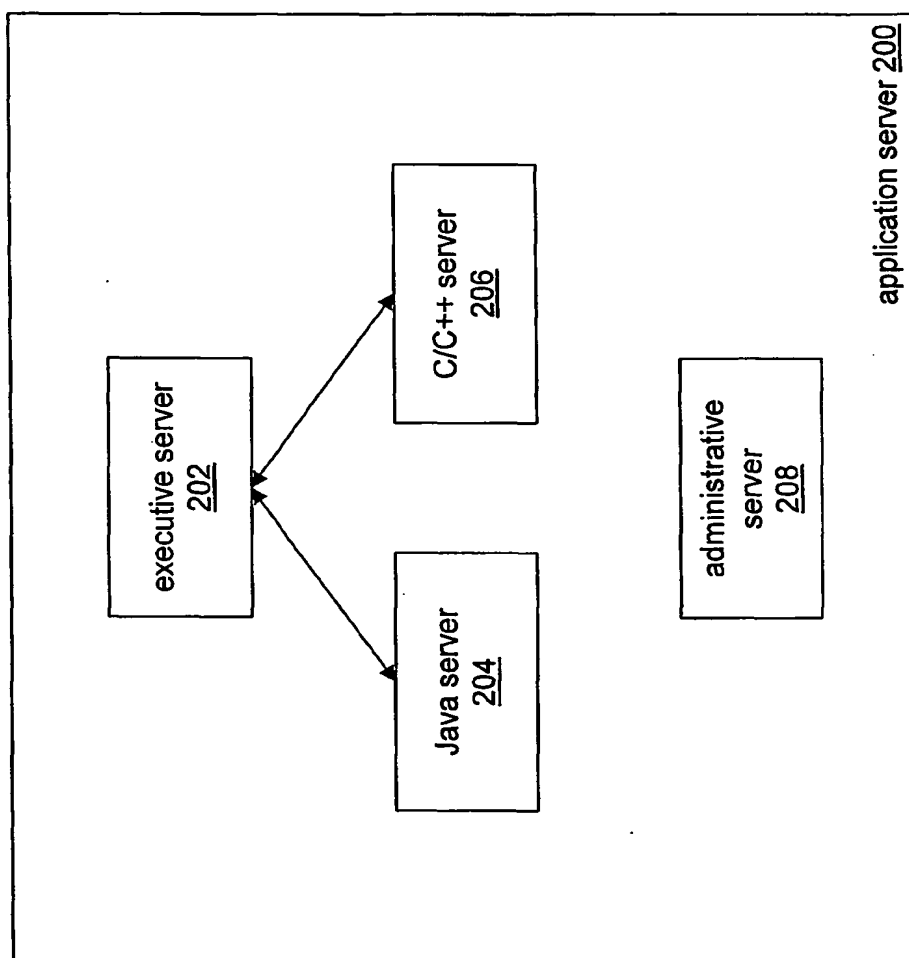 executive server
202
Java server
204
C/C++ server
206
administrative
server
208
application server 200